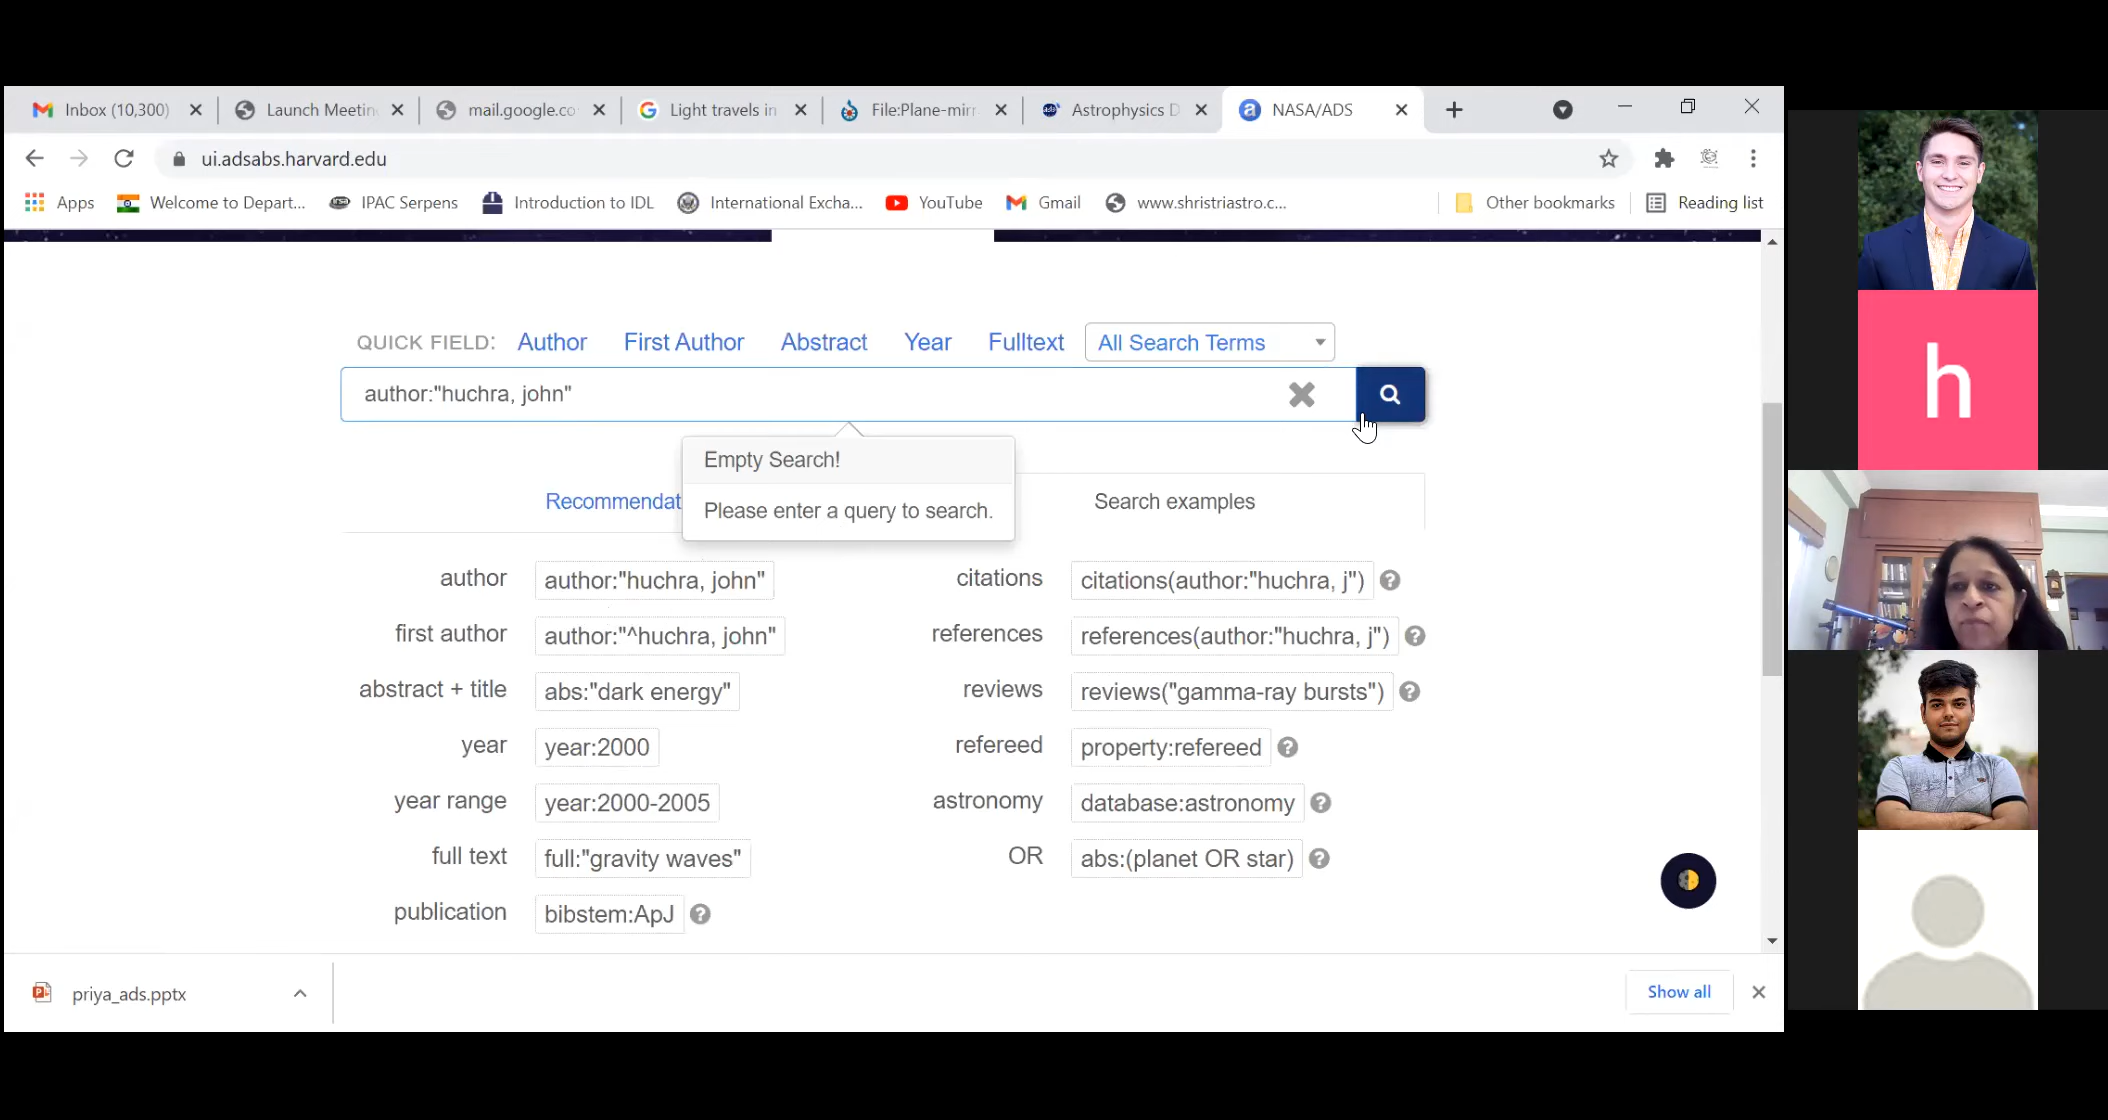 Inbox (10,300)
Launch Meetin
mail.google.co
Light travels in
File:Plane-mirr
Astrophysics D
NASA/ADS
ui.adsabs.harvard.edu
Apps
Welcome to Depart...
IPAC Serpens
Introduction to IDL
International Excha...
YouTube
Gmail
www.shristriastro.c...
Other bookmarks
Reading list
QUICK FIELD: Author First Author Abstract Year Fulltext All Search Terms
author:"huchra, john"
Empty Search!
Please enter a query to search.
Recommendat
Search examples
author author:"huchra, john"
citations citations(author:"huchra, j")
first author author:"^huchra, john"
references references(author:"huchra, j")
abstract + title abs:"dark energy"
reviews reviews("gamma-ray bursts")
year year:2000
refereed property:refereed
year range year:2000-2005
astronomy database:astronomy
full text full:"gravity waves"
OR abs:(planet OR star)
publication bibstem:ApJ
priya_ads.pptx
Show all
h